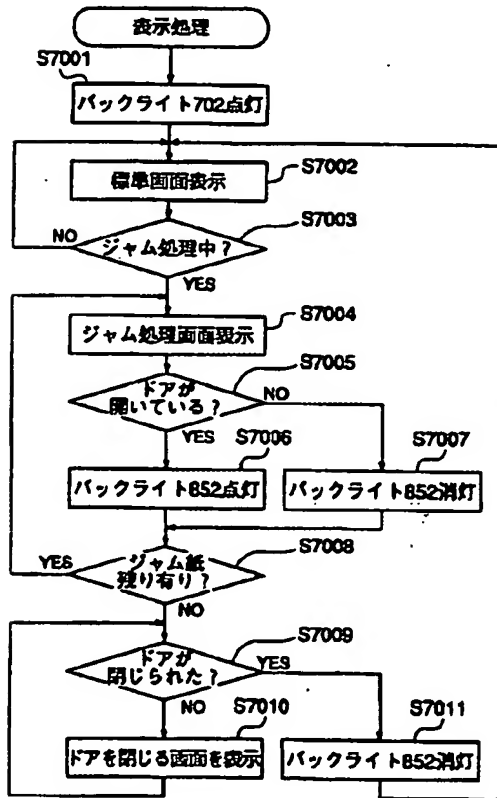 表示処理
S7001
バックライト702点灯
S7002
標準画面表示
S7003
NO
ジャム処理中?
YES
S7004
ジャム処理画面表示
S7005
ドアが
開いている?
NO
YES
S7006
S7007
バックライト852点灯
バックライト852消灯
S7008
YES
ジャム紙
残り有り?
NO
S7009
ドアが
閉じられた?
YES
NO
S7010
S7011
ドアを閉じる画面を表示
バックライト852消灯